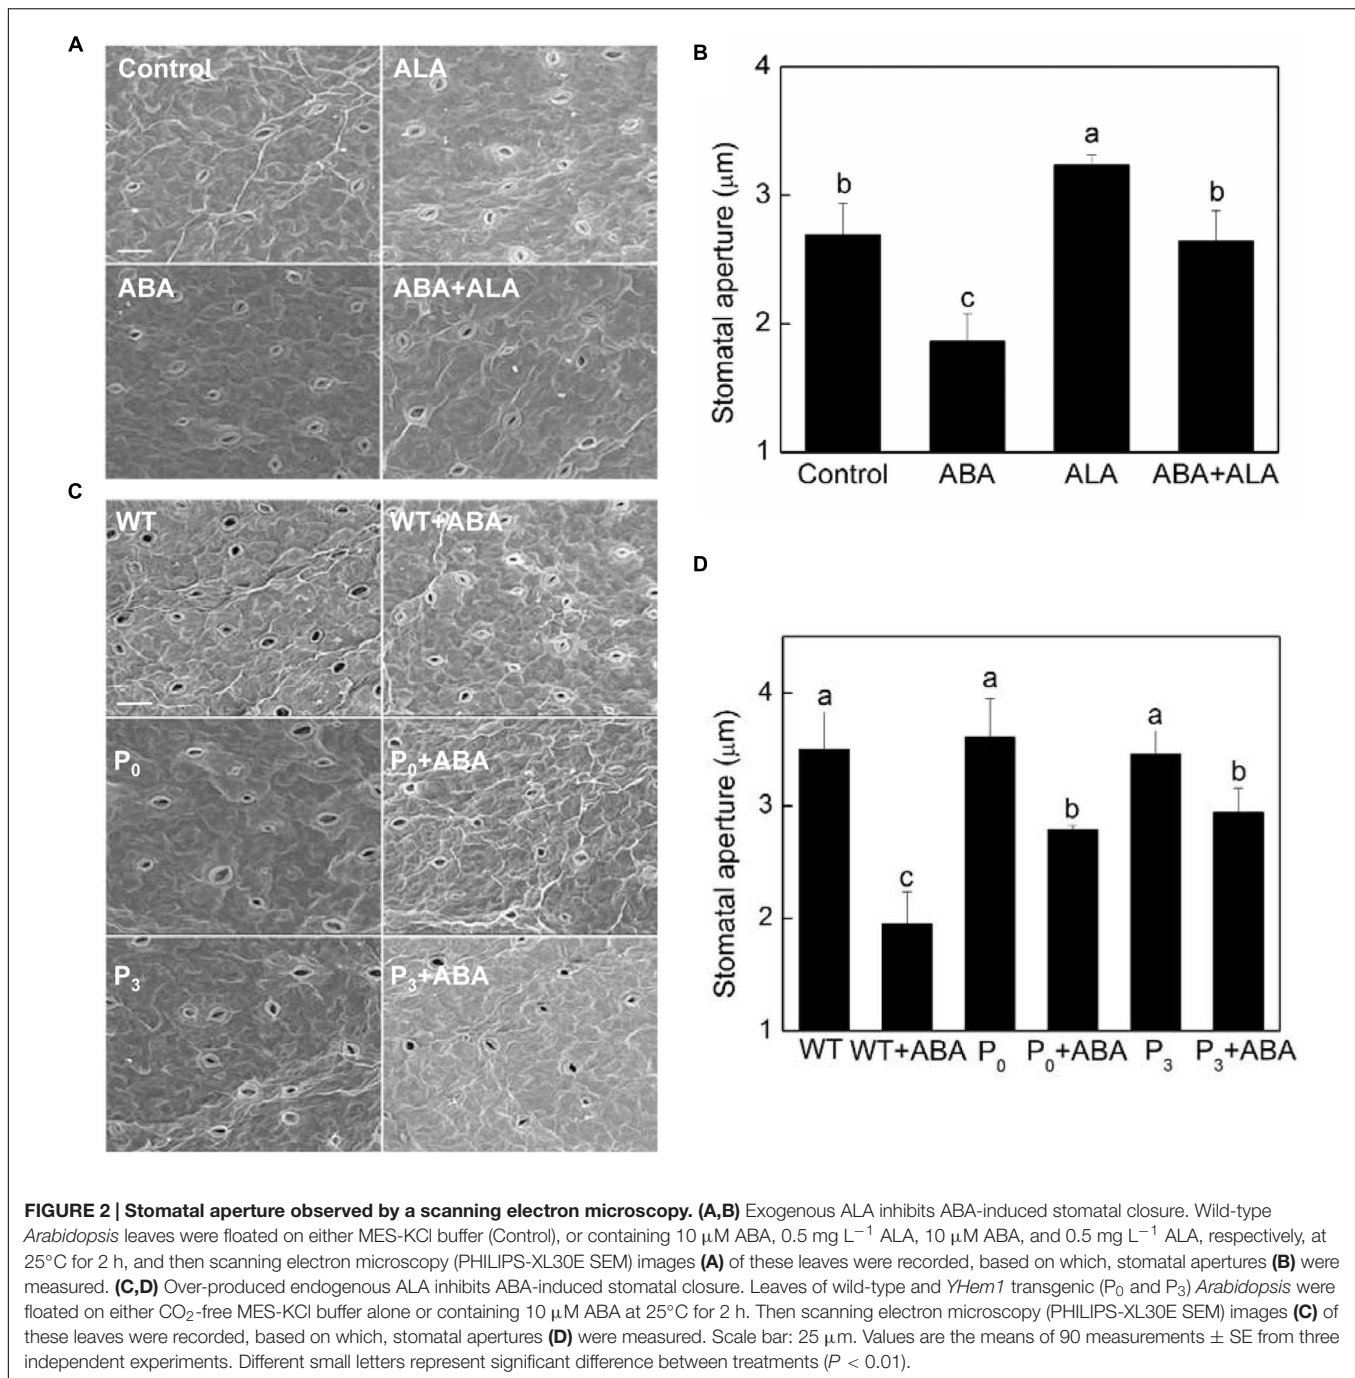 A
Control
ALA
ABA
ABA+ALA
B
4
3
2
1
Stomatal aperture (μm)
b
c
a
b
Control
ABA
ALA
ABA+ALA
C
WT
WT+ABA
P0
P0+ABA
P3
P3+ABA
D
4
3
2
1
Stomatal aperture (μm)
a
c
a
b
a
b
WT
WT+ABA
P0
P0+ABA
P3
P3+ABA
FIGURE 2 | Stomatal aperture observed by a scanning electron microscopy. (A,B) Exogenous ALA inhibits ABA-induced stomatal closure. Wild-type
Arabidopsis leaves were floated on either MES-KCl buffer (Control), or containing 10 μM ABA, 0.5 mg L−1 ALA, 10 μM ABA, and 0.5 mg L−1 ALA, respectively, at
25°C for 2 h, and then scanning electron microscopy (PHILIPS-XL30E SEM) images (A) of these leaves were recorded, based on which, stomatal apertures (B) were
measured. (C,D) Over-produced endogenous ALA inhibits ABA-induced stomatal closure. Leaves of wild-type and YHem1 transgenic (P0 and P3) Arabidopsis were
floated on either CO2-free MES-KCl buffer alone or containing 10 μM ABA at 25°C for 2 h. Then scanning electron microscopy (PHILIPS-XL30E SEM) images (C) of
these leaves were recorded, based on which, stomatal apertures (D) were measured. Scale bar: 25 μm. Values are the means of 90 measurements ± SE from three
independent experiments. Different small letters represent significant difference between treatments (P < 0.01).